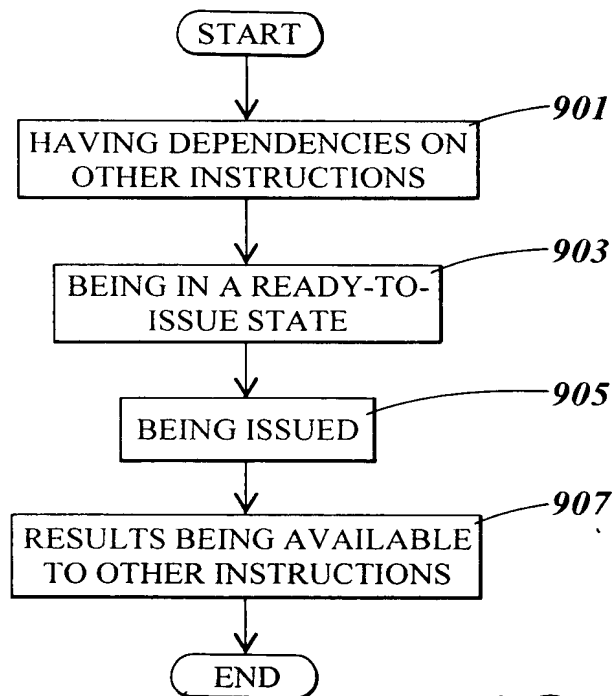 START
901
HAVING DEPENDENCIES ON
OTHER INSTRUCTIONS
903
BEING IN A READY-TO-
ISSUE STATE
905
BEING ISSUED
907
RESULTS BEING AVAILABLE
TO OTHER INSTRUCTIONS
END